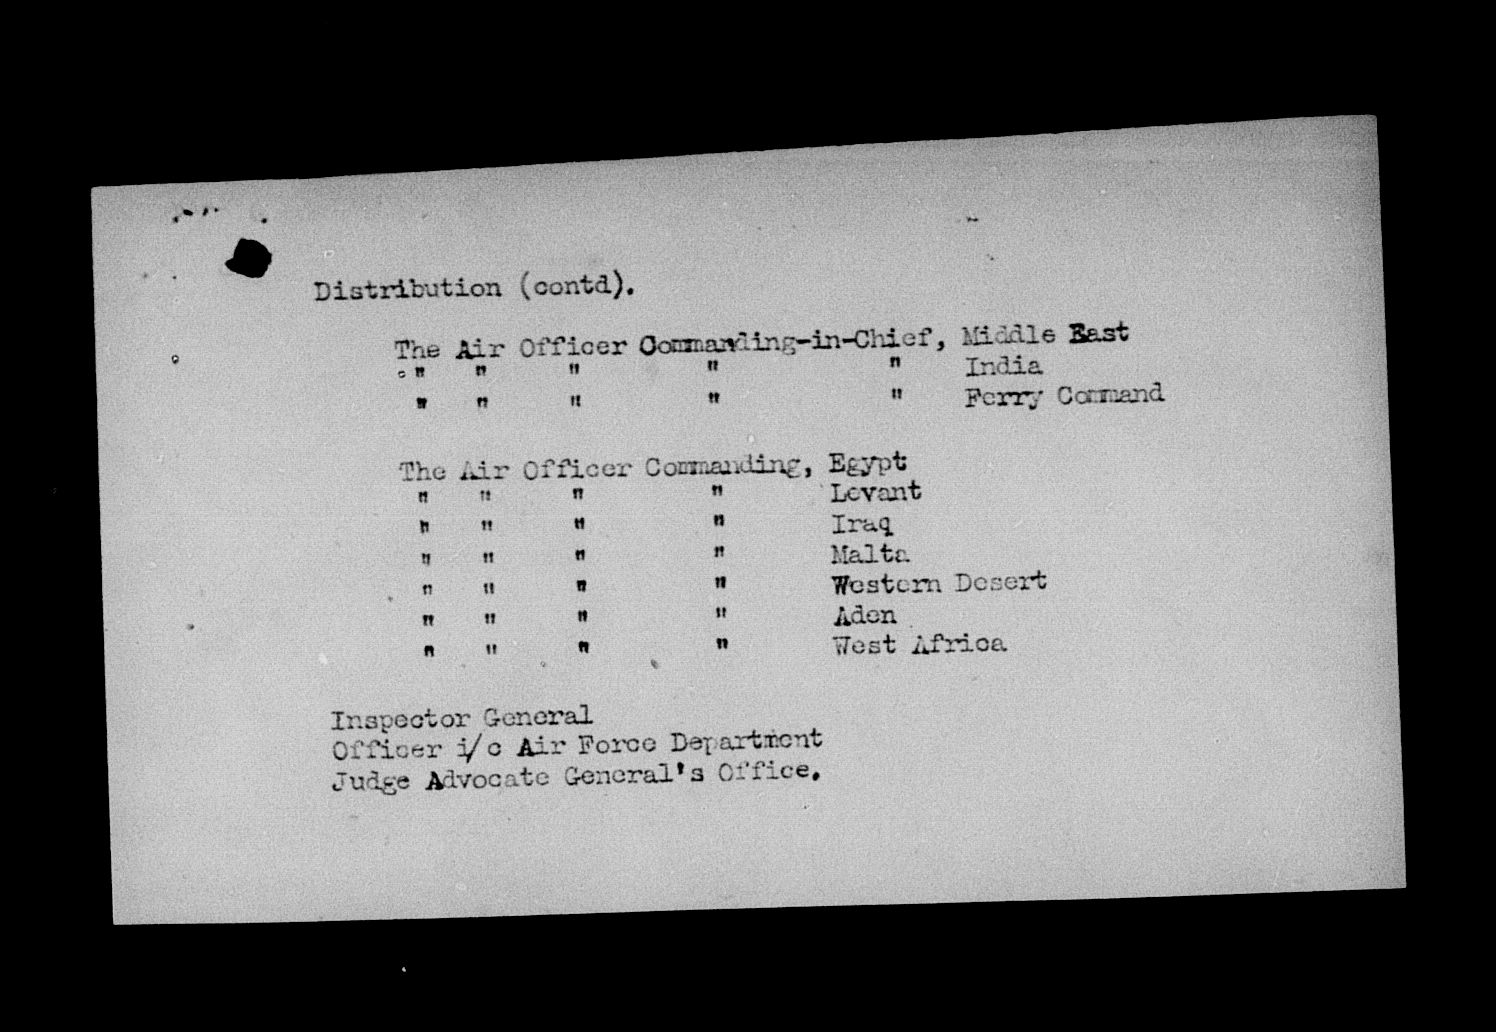 Distribution (contd).
The Air Officer Commanding-in-Chief, Middle East
" " " " " India
" " " " " Ferry Command
The Air Officer Commanding, Egypt
" " " " Levant
" " " " Iraq
" " " " Malta
" " " " Western Desert
" " " " Aden
" " " " West Africa
Inspector General
Officer i/c Air Force Department
Judge Advocate General's Office.